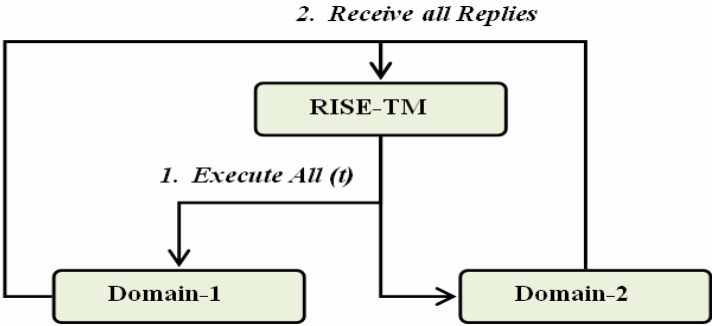 2. Receive all Replies
RISE-TM
1. Execute All (t)
Domain-1
Domain-2